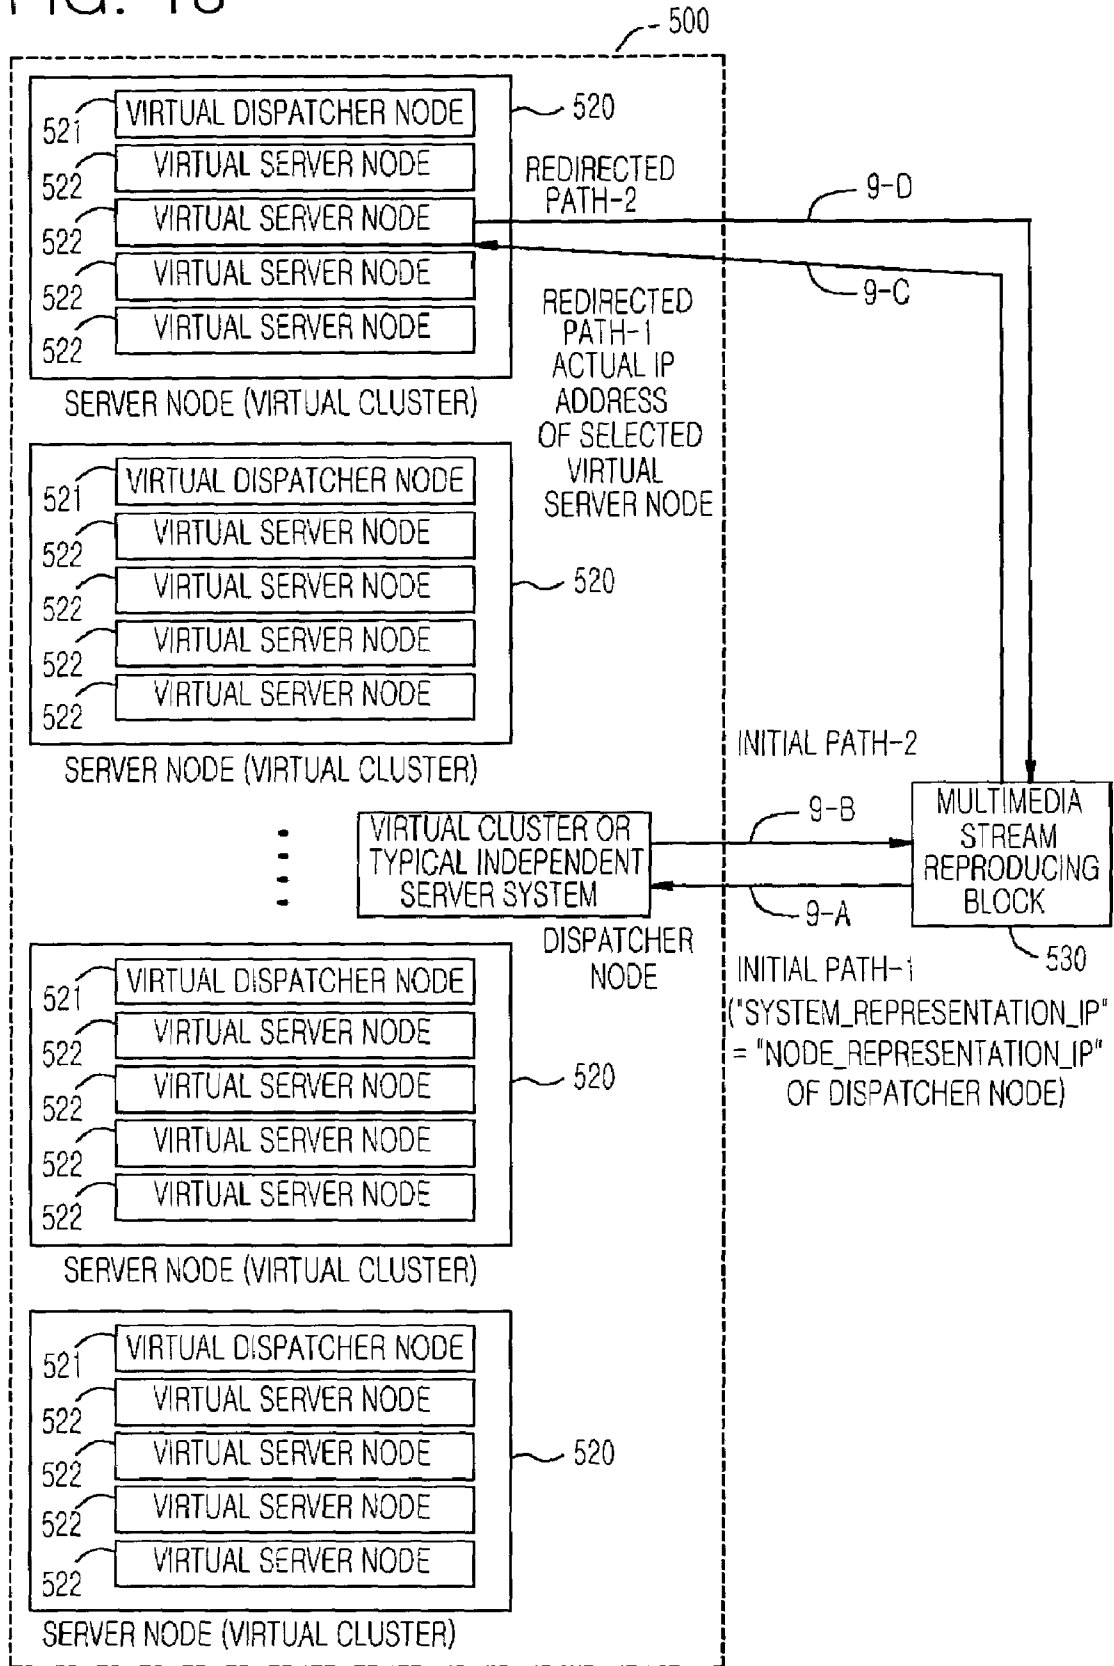 500
VIRTUAL DISPATCHER NODE
521
520
VIRTUAL SERVER NODE
522
VIRTUAL SERVER NODE
522
VIRTUAL SERVER NODE
522
VIRTUAL SERVER NODE
522
SERVER NODE (VIRTUAL CLUSTER)
REDIRECTED
PATH-2
9-D
9-C
REDIRECTED
PATH-1
ACTUAL IP
ADDRESS
OF SELECTED
VIRTUAL
SERVER NODE
VIRTUAL DISPATCHER NODE
521
VIRTUAL SERVER NODE
522
VIRTUAL SERVER NODE
522
520
VIRTUAL SERVER NODE
522
VIRTUAL SERVER NODE
522
SERVER NODE (VIRTUAL CLUSTER)
INITIAL PATH-2
VIRTUAL CLUSTER OR
TYPICAL INDEPENDENT
SERVER SYSTEM
9-B
9-A
MULTIMEDIA
STREAM
REPRODUCING
BLOCK
530
DISPATCHER
NODE
INITIAL PATH-1
("SYSTEM_REPRESENTATION_IP"
= "NODE_REPRESENTATION_IP"
OF DISPATCHER NODE)
VIRTUAL DISPATCHER NODE
521
VIRTUAL SERVER NODE
522
VIRTUAL SERVER NODE
522
520
VIRTUAL SERVER NODE
522
VIRTUAL SERVER NODE
522
SERVER NODE (VIRTUAL CLUSTER)
VIRTUAL DISPATCHER NODE
521
VIRTUAL SERVER NODE
522
VIRTUAL SERVER NODE
522
520
VIRTUAL SERVER NODE
522
VIRTUAL SERVER NODE
522
SERVER NODE (VIRTUAL CLUSTER)